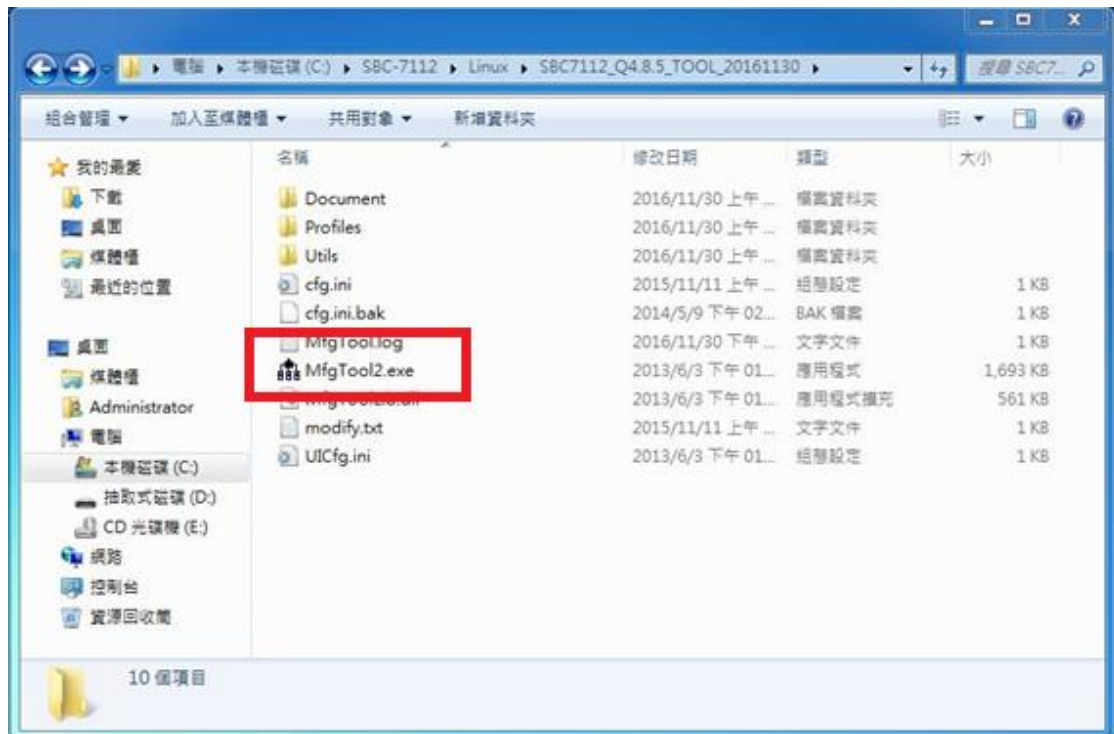 電腦 ▸ 本機磁碟 (C:) ▸ SBC-7112 ▸ Linux ▸ SBC7112_Q4.8.5_TOOL_20161130 ▸
搜尋 SBC7...
組合管理 ▼ 加入至媒體櫃 ▼ 共用對象 ▼ 新增資料夾
名稱 修改日期 類型 大小
我的最愛
下載
桌面
媒體櫃
最近的位置
桌面
媒體櫃
Administrator
電腦
本機磁碟 (C:)
抽取式磁碟 (D:)
CD 光碟機 (E:)
網路
控制台
資源回收筒
Document 2016/11/30 上午 ... 檔案資料夾
Profiles 2016/11/30 上午 ... 檔案資料夾
Utils 2016/11/30 上午 ... 檔案資料夾
cfg.ini 2015/11/11 上午 ... 組態設定 1 KB
cfg.ini.bak 2014/5/9 下午 02... BAK 檔案 1 KB
MfgTool.log 2016/11/30 下午 ... 文字文件 1 KB
MfgTool2.exe 2013/6/3 下午 01... 應用程式 1,693 KB
2013/6/3 下午 01... 應用程式擴充 561 KB
modify.txt 2015/11/11 上午 ... 文字文件 1 KB
UICfg.ini 2013/6/3 下午 01... 組態設定 1 KB
10 個項目